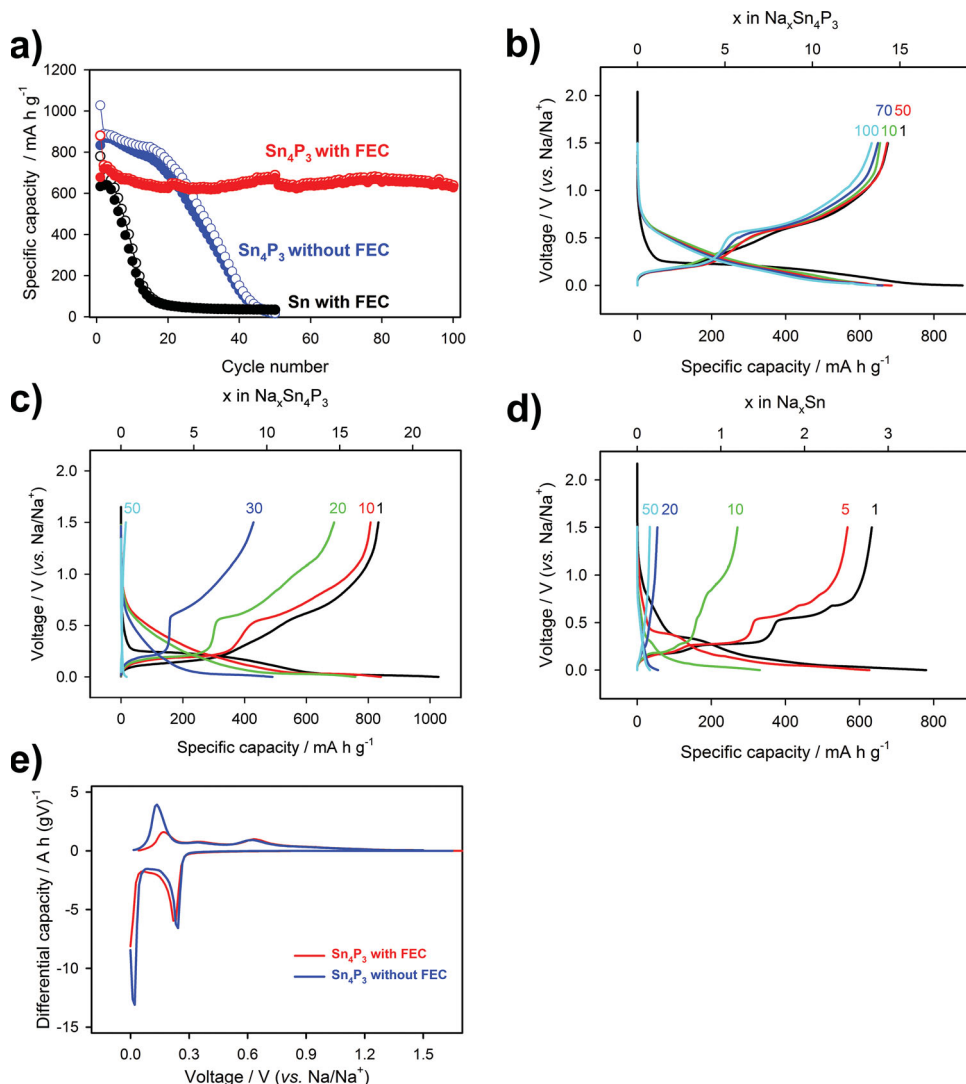 a)
1200
1000
800
600
400
200
0
Specific capacity / mA h g⁻¹
Sn₄P₃ with FEC
Sn₄P₃ without FEC
Sn with FEC
0 20 40 60 80 100
Cycle number
b)
x in NaₓSn₄P₃
0 5 10 15
2.0
1.5
1.0
0.5
0.0
Voltage / V (vs. Na/Na⁺)
70 50
100 10 1
0 200 400 600 800
Specific capacity / mA h g⁻¹
c)
x in NaₓSn₄P₃
0 5 10 15 20
2.0
1.5
1.0
0.5
0.0
Voltage / V (vs. Na/Na⁺)
50 30 20 10 1
0 200 400 600 800 1000
Specific capacity / mA h g⁻¹
d)
x in NaₓSn
0 1 2 3
2.0
1.5
1.0
0.5
0.0
Voltage / V (vs. Na/Na⁺)
50 20 10 5 1
0 200 400 600 800
Specific capacity / mA h g⁻¹
e)
5
0
-5
-10
-15
Differential capacity / A h (gV)⁻¹
Sn₄P₃ with FEC
Sn₄P₃ without FEC
0.0 0.3 0.6 0.9 1.2 1.5
Voltage / V (vs. Na/Na⁺)